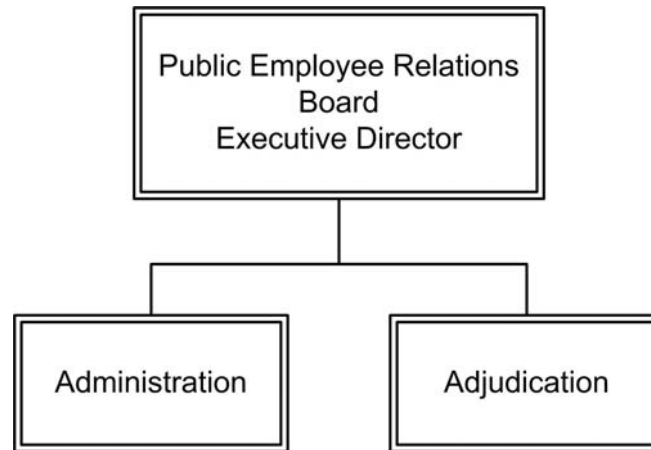 Public Employee Relations
Board
Executive Director
Administration
Adjudication